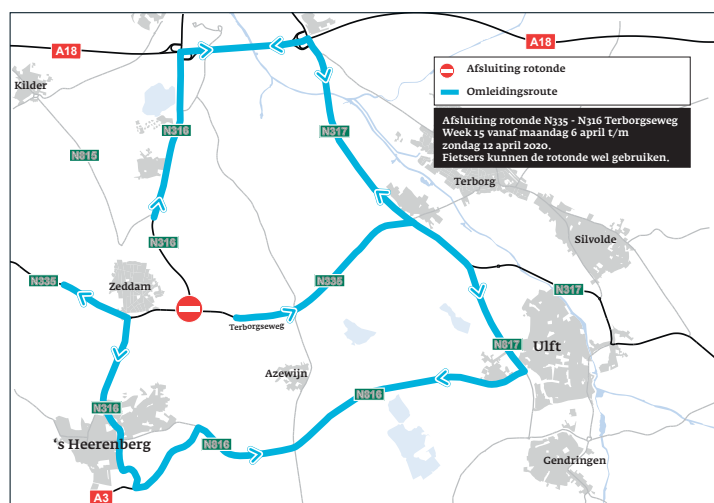 A18
A18
Kilder
Afsluiting rotonde
Omleidingsroute
Afsluiting rotonde N335 - N316 Terborgseweg
Week 15 vanaf maandag 6 april t/m
zondag 12 april 2020.
Fietsers kunnen de rotonde wel gebruiken.
N316
N317
N815
Terborg
N316
Silvolde
N335
Zeddam
N335
N317
Terborgseweg
N817
Ulft
Azewijn
N816
N316
's Heerenberg
N816
Gendringen
A3